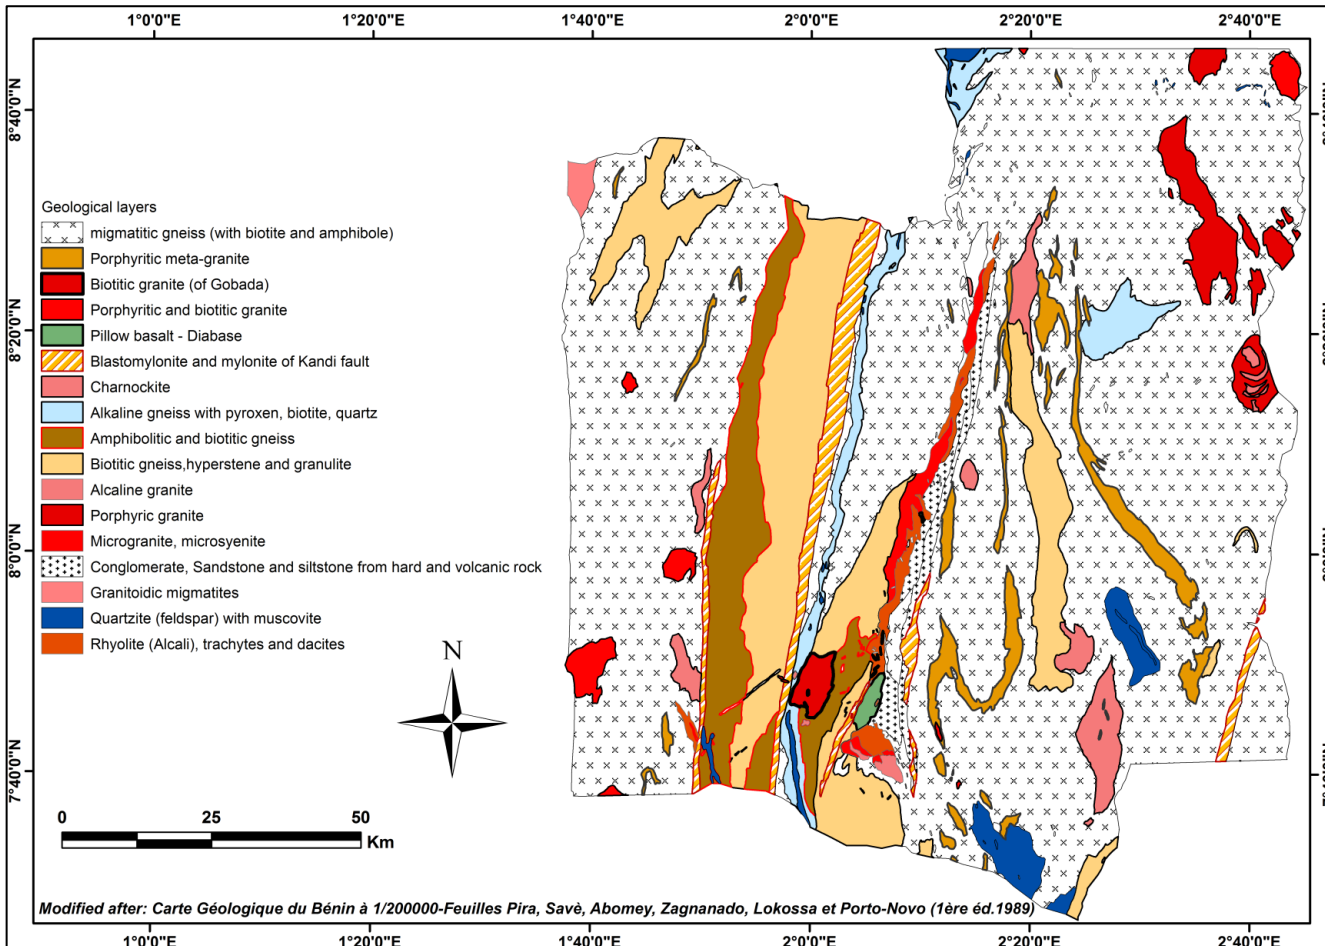 1°0'0"E 1°20'0"E 1°40'0"E 2°0'0"E 2°20'0"E 2°40'0"E
8°40'0"N
8°20'0"N
8°0'0"N
7°40'0"N
Geological layers
migmatitic gneiss (with biotite and amphibole)
Porphyritic meta-granite
Biotitic granite (of Gobada)
Porphyritic and biotitic granite
Pillow basalt - Diabase
Blastomylonite and mylonite of Kandi fault
Charnockite
Alkaline gneiss with pyroxen, biotite, quartz
Amphibolitic and biotitic gneiss
Biotitic gneiss,hyperstene and granulite
Alcaline granite
Porphyric granite
Microgranite, microsyenite
Conglomerate, Sandstone and siltstone from hard and volcanic rock
Granitoidic migmatites
Quartzite (feldspar) with muscovite
Rhyolite (Alcali), trachytes and dacites
N
0 25 50
Km
Modified after: Carte Géologique du Bénin à 1/200000-Feuilles Pira, Savè, Abomey, Zagnanado, Lokossa et Porto-Novo (1ère éd.1989)
1°0'0"E 1°20'0"E 1°40'0"E 2°0'0"E 2°20'0"E 2°40'0"E